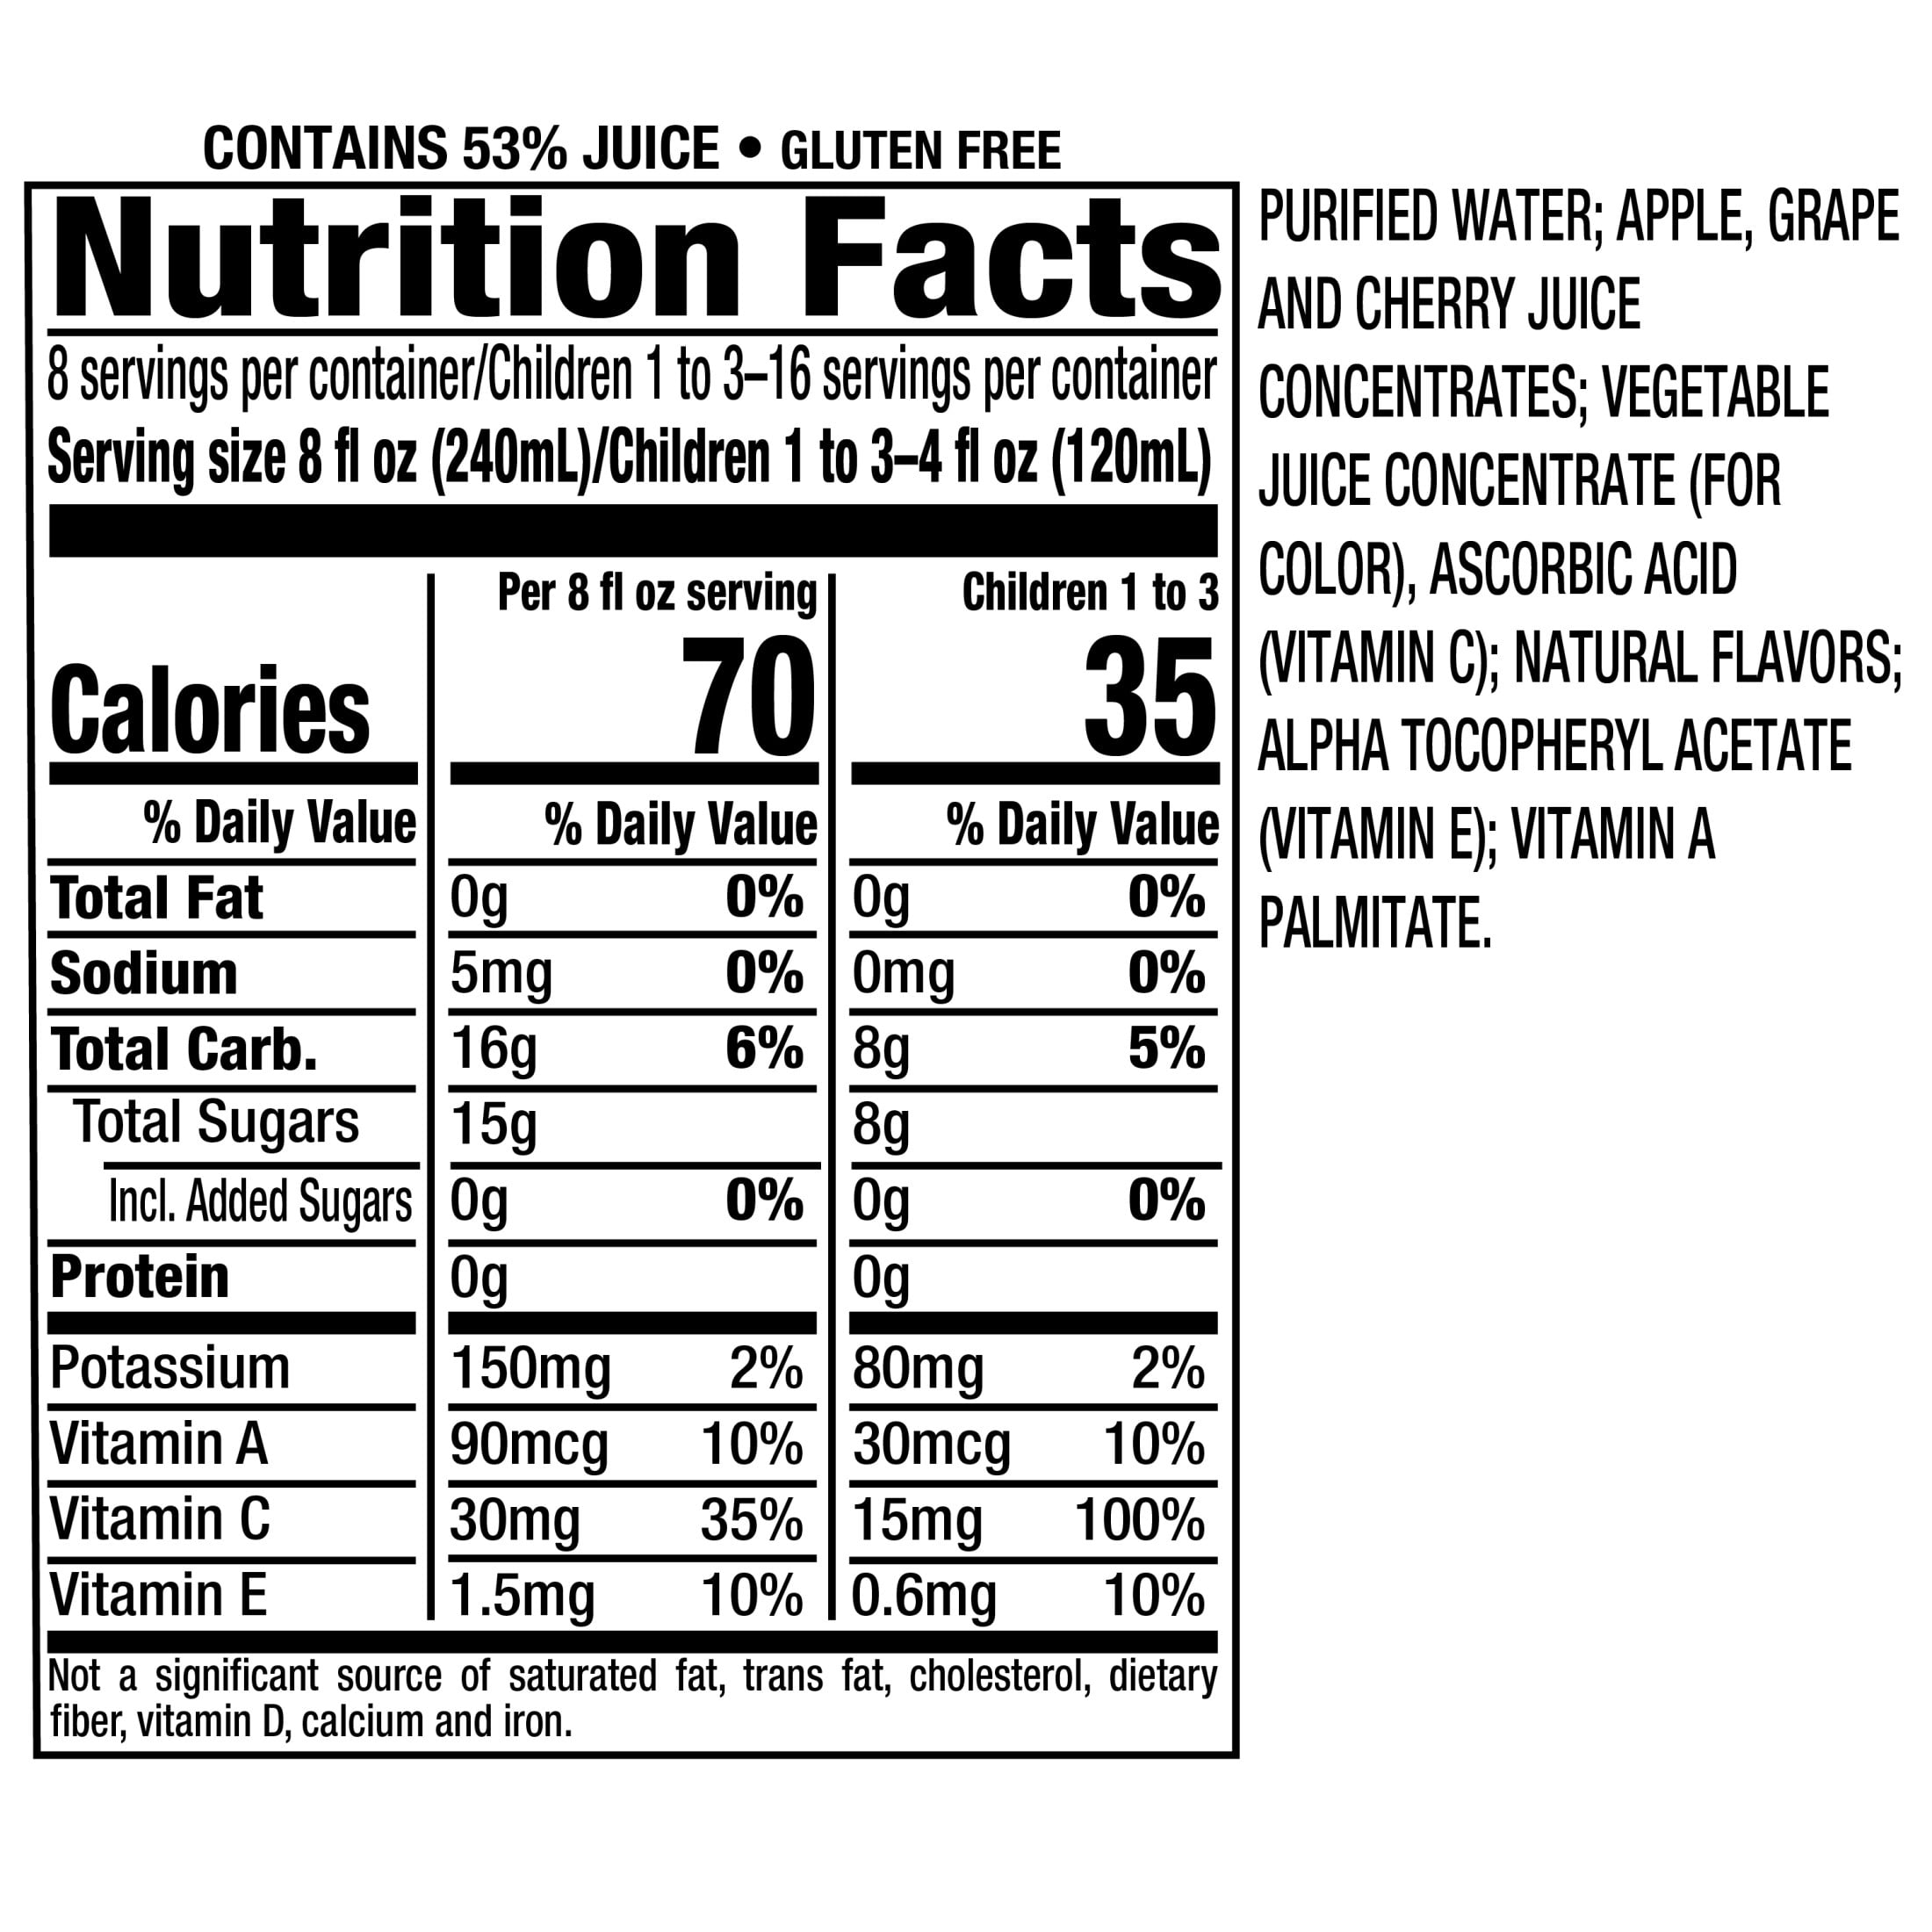 CONTAINS 53% JUICE • GLUTEN FREE
Nutrition Facts
8 servings per container/Children 1 to 3–16 servings per container
Serving size 8 fl oz (240mL)/Children 1 to 3–4 fl oz (120mL)
Per 8 fl oz serving Children 1 to 3
Calories 70 35
% Daily Value % Daily Value % Daily Value
Total Fat 0g 0% 0g 0%
Sodium 5mg 0% 0mg 0%
Total Carb. 16g 6% 8g 5%
Total Sugars 15g 8g
Incl. Added Sugars 0g 0% 0g 0%
Protein 0g 0g
Potassium 150mg 2% 80mg 2%
Vitamin A 90mcg 10% 30mcg 10%
Vitamin C 30mg 35% 15mg 100%
Vitamin E 1.5mg 10% 0.6mg 10%
Not a significant source of saturated fat, trans fat, cholesterol, dietary
fiber, vitamin D, calcium and iron.
PURIFIED WATER; APPLE, GRAPE
AND CHERRY JUICE
CONCENTRATES; VEGETABLE
JUICE CONCENTRATE (FOR
COLOR), ASCORBIC ACID
(VITAMIN C); NATURAL FLAVORS;
ALPHA TOCOPHERYL ACETATE
(VITAMIN E); VITAMIN A
PALMITATE.